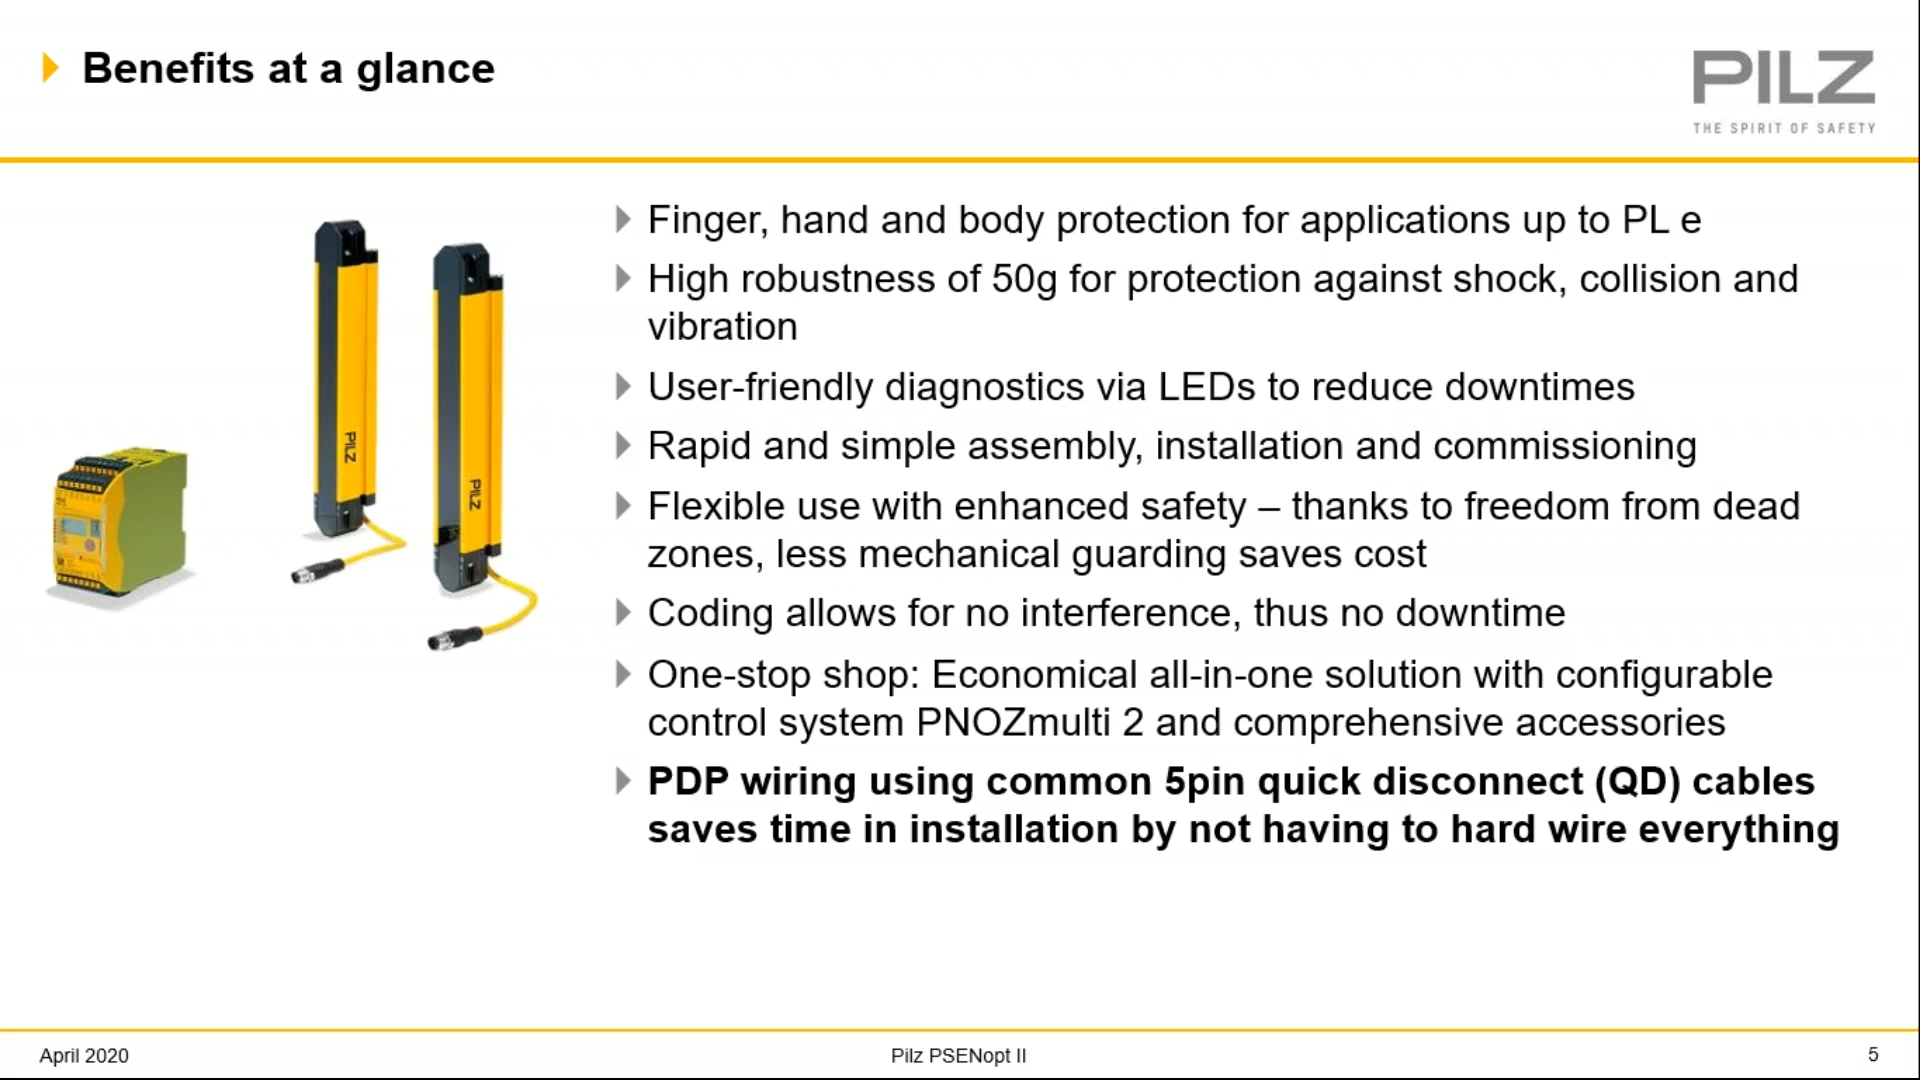 Benefits at a glance
PILZ
THE SPIRIT OF SAFETY
Finger, hand and body protection for applications up to PL e
High robustness of 50g for protection against shock, collision and
vibration
User-friendly diagnostics via LEDs to reduce downtimes
Rapid and simple assembly, installation and commissioning
Flexible use with enhanced safety – thanks to freedom from dead
zones, less mechanical guarding saves cost
Coding allows for no interference, thus no downtime
One-stop shop: Economical all-in-one solution with configurable
control system PNOZmulti 2 and comprehensive accessories
PDP wiring using common 5pin quick disconnect (QD) cables
saves time in installation by not having to hard wire everything
PILZ
PILZ
April 2020
Pilz PSENopt II
5